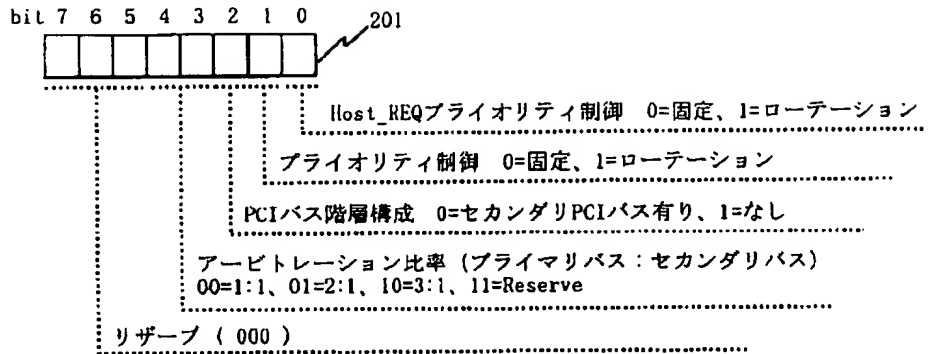 bit 7 6 5 4 3 2 1 0
201
Host_REQプライオリティ制御 0=固定、1=ローテーション
プライオリティ制御 0=固定、1=ローテーション
PCIバス階層構成 0=セカンダリPCIバス有り、1=なし
アービトレーション比率 (プライマリバス：セカンダリバス)
00=1:1、01=2:1、10=3:1、11=Reserve
リザーブ ( 000 )